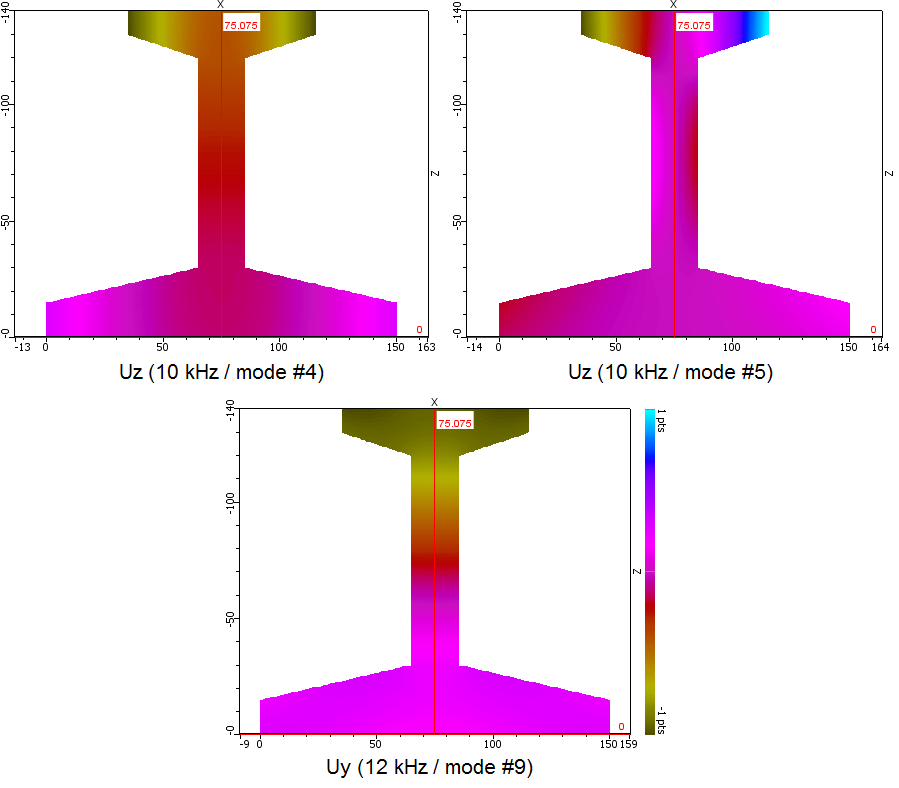 X
75.075
-140
-100
-50
-0
Z
0
-13 0 50 100 150 163
Uz (10 kHz / mode #4)
X
75.075
-140
-100
-50
-0
Z
0
-14 0 50 100 150 164
Uz (10 kHz / mode #5)
X
75.075
-140
-100
-50
-0
Z
0
-9 0 50 100 150 159
1 pts
-1 pts
Uy (12 kHz / mode #9)